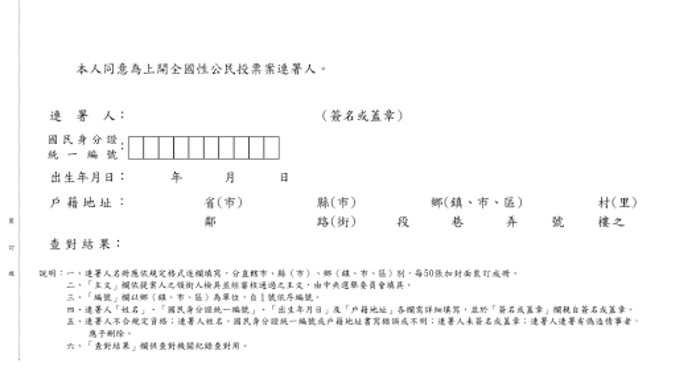 本人同意為上開全國性公民投票案連署人。
連署人：　（簽名或蓋章）
國民身分證
統一編號：
出生年月日：　年　月　日
戶籍地址：　省(市)　縣(市)　鄉(鎮、市、區)　村(里)
鄰　路(街)　段　巷　弄　號　樓之
查對結果：
說明：一、連署人名冊應依規定格式逐欄填寫，分直轄市、縣（市）、鄉（鎮、市、區）別，每50張加封面裝訂成冊。
二、「主文」欄依提案人之領銜人檢具並經審核通過之主文，由中央選舉委員會填具。
三、「編號」欄以鄉（鎮、市、區）為單位，自1號依序編號。
四、連署人「姓名」、「國民身分證統一編號」、「出生年月日」及「戶籍地址」各欄需詳細填寫，並於「簽名或蓋章」欄親自簽名或蓋章。
五、連署人不合規定資格；連署人姓名、國民身分證統一編號或戶籍地址書寫錯誤或不明；連署人未簽名或蓋章；連署人連署有偽造情事者，
應予刪除。
六、「查對結果」欄供查對機關紀錄查對用。
裝
訂
線